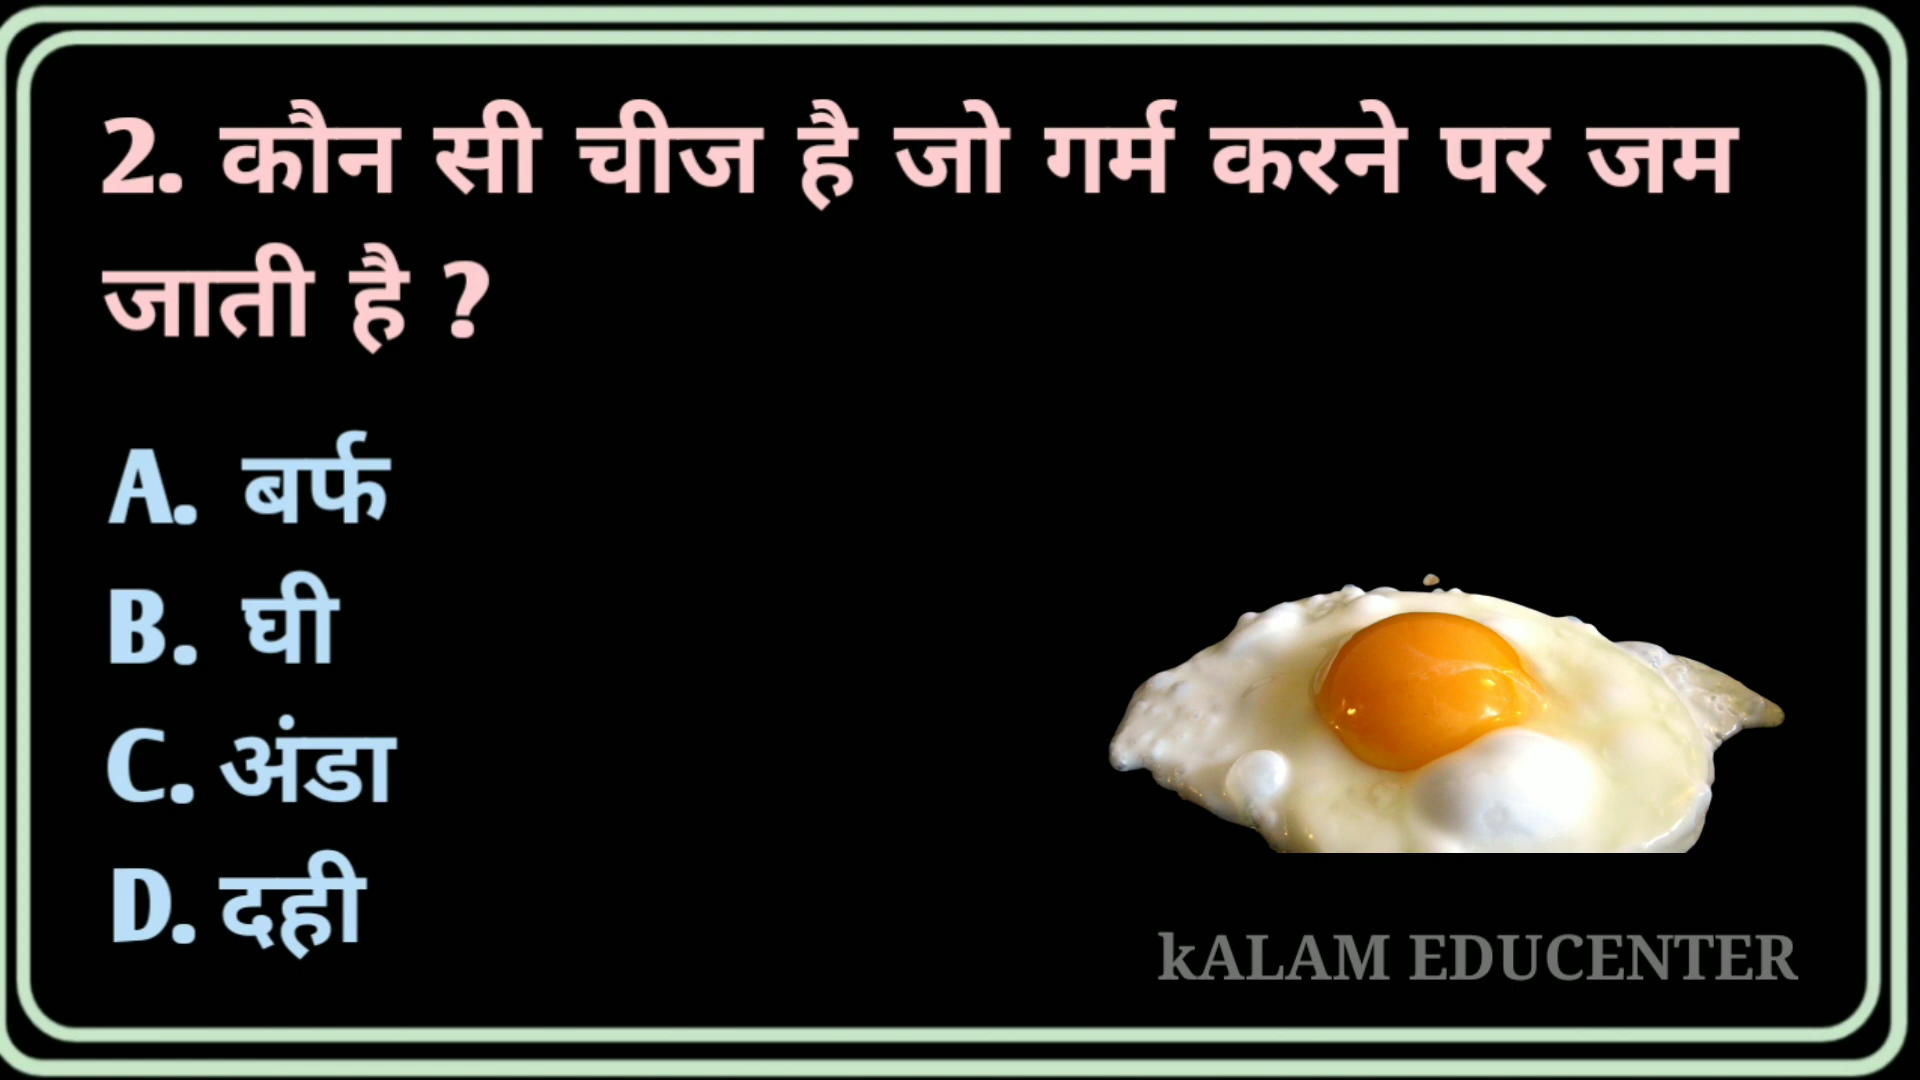 2. कौन सी चीज है जो गर्म करने पर जम
जाती है ?
A. बर्फ
B. घी
C. अंडा
D. दही
kALAM EDUCENTER